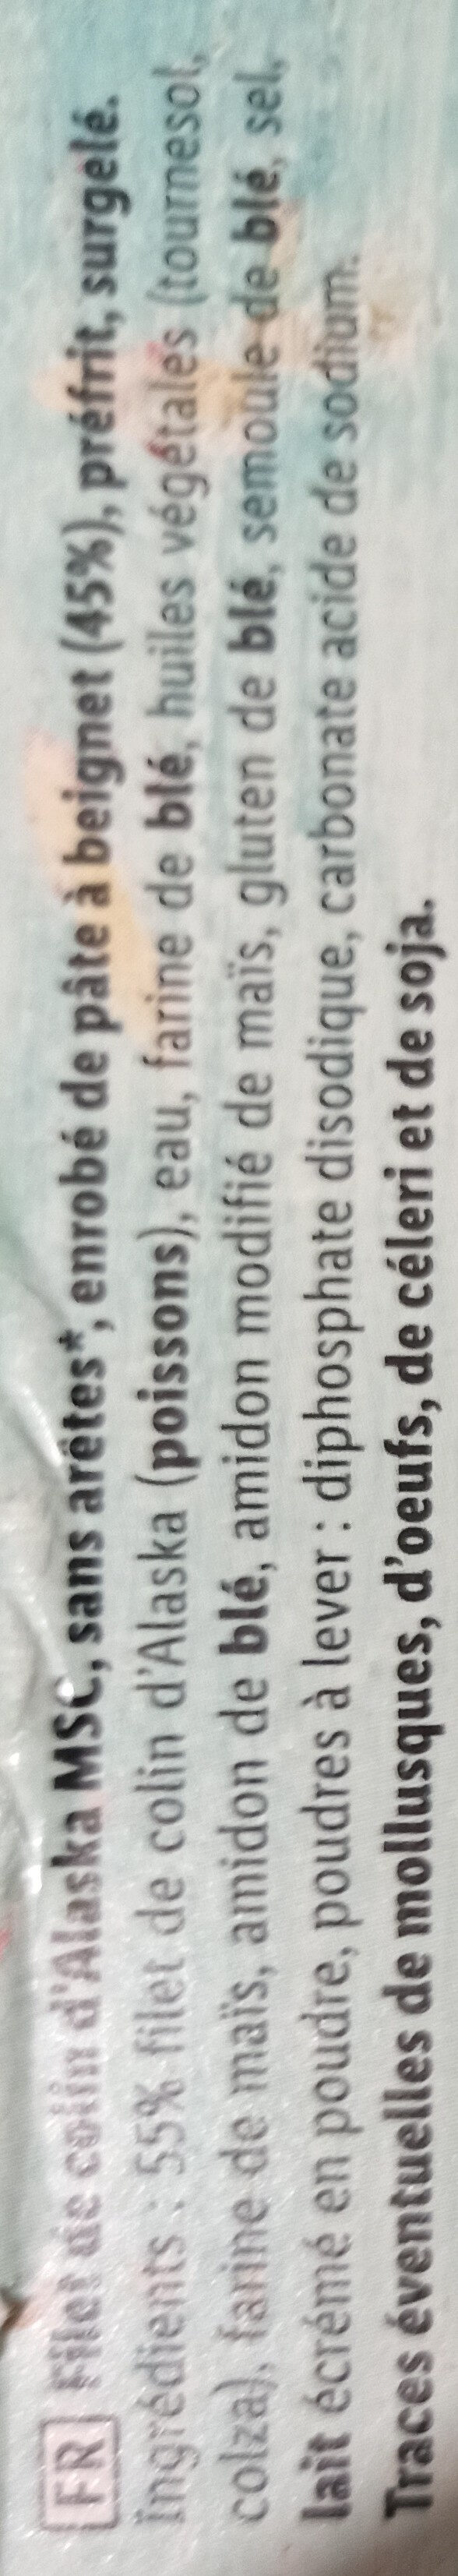 FR Filet de colin d'Alaska MSC, sans arêtes*, enrobé de pâte à beignet (45%), préfrit, surgelé.
Ingrédients : 55% filet de colin d'Alaska (poissons), eau, farine de blé, huiles végétales (tournesol,
colza), farine de maïs, amidon de blé, amidon modifié de maïs, gluten de blé, semoule de blé, sel,
lait écrémé en poudre, poudres à lever : diphosphate disodique, carbonate acide de sodium.
Traces éventuelles de mollusques, d'oeufs, de céleri et de soja.